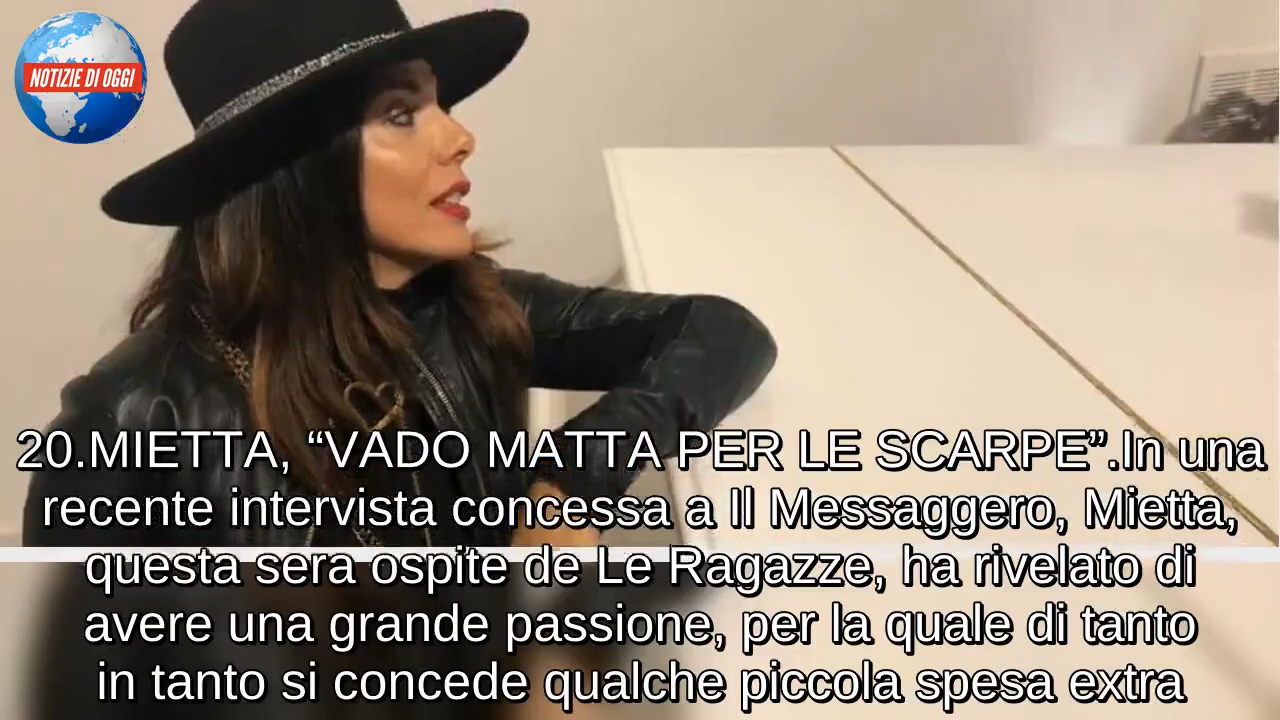 NOTIZIE DI OGGI
20.MIETTA, “VADO MATTA PER LE SCARPE”.In una
recente intervista concessa a Il Messaggero, Mietta,
questa sera ospite de Le Ragazze, ha rivelato di
avere una grande passione, per la quale di tanto
in tanto si concede qualche piccola spesa extra